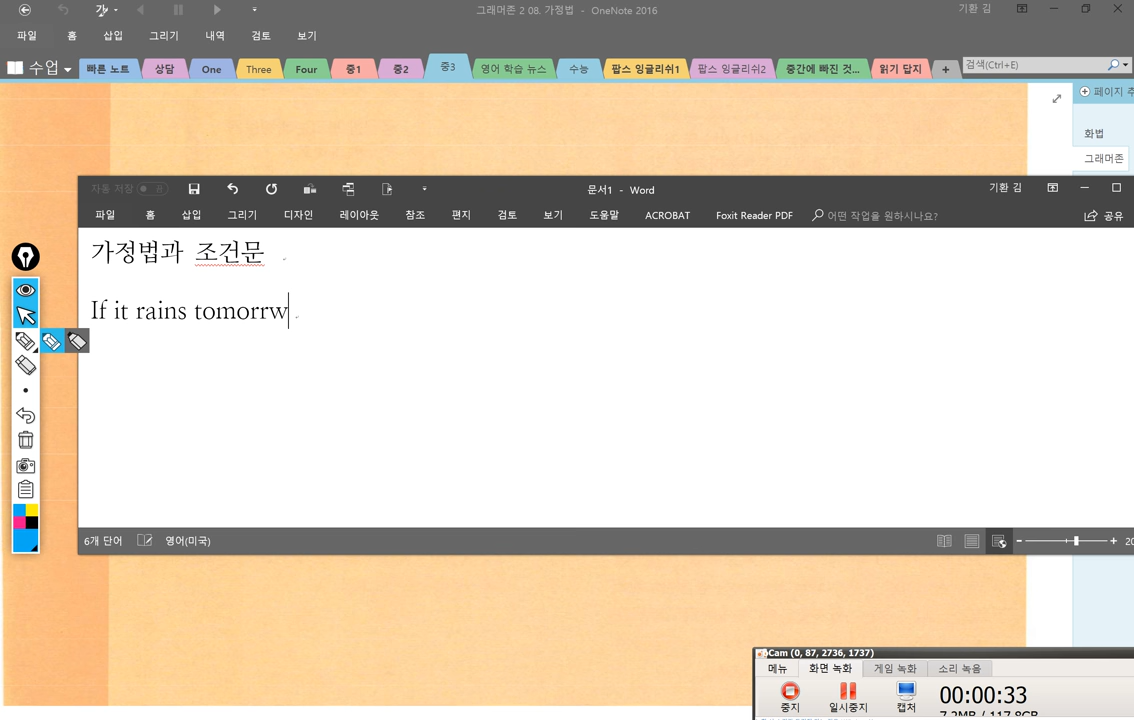 그래머존 2 08. 가정법 - OneNote 2016
기환 김
파일 홈 삽입 그리기 내역 검토 보기
수업 빠른 노트 상담 One Three Four 중1 중2 중3 영어 학습 뉴스 수능 팝스 잉글리쉬1 팝스 잉글리쉬2 중간에 빠진 것... 읽기 답지 + 검색(Ctrl+E)
페이지 추
화법
그래머존
자동 저장 문서1 - Word 기환 김
파일 홈 삽입 그리기 디자인 레이아웃 참조 편지 검토 보기 도움말 ACROBAT Foxit Reader PDF 어떤 작업을 원하시나요? 공유
가정법과 조건문
If it rains tomorrw
6개 단어 영어(미국) 20
oCam (0, 87, 2736, 1737)
메뉴 화면 녹화 게임 녹화 소리 녹음
중지 일시중지 캡처 00:00:33
7.2MB / 117.8GB